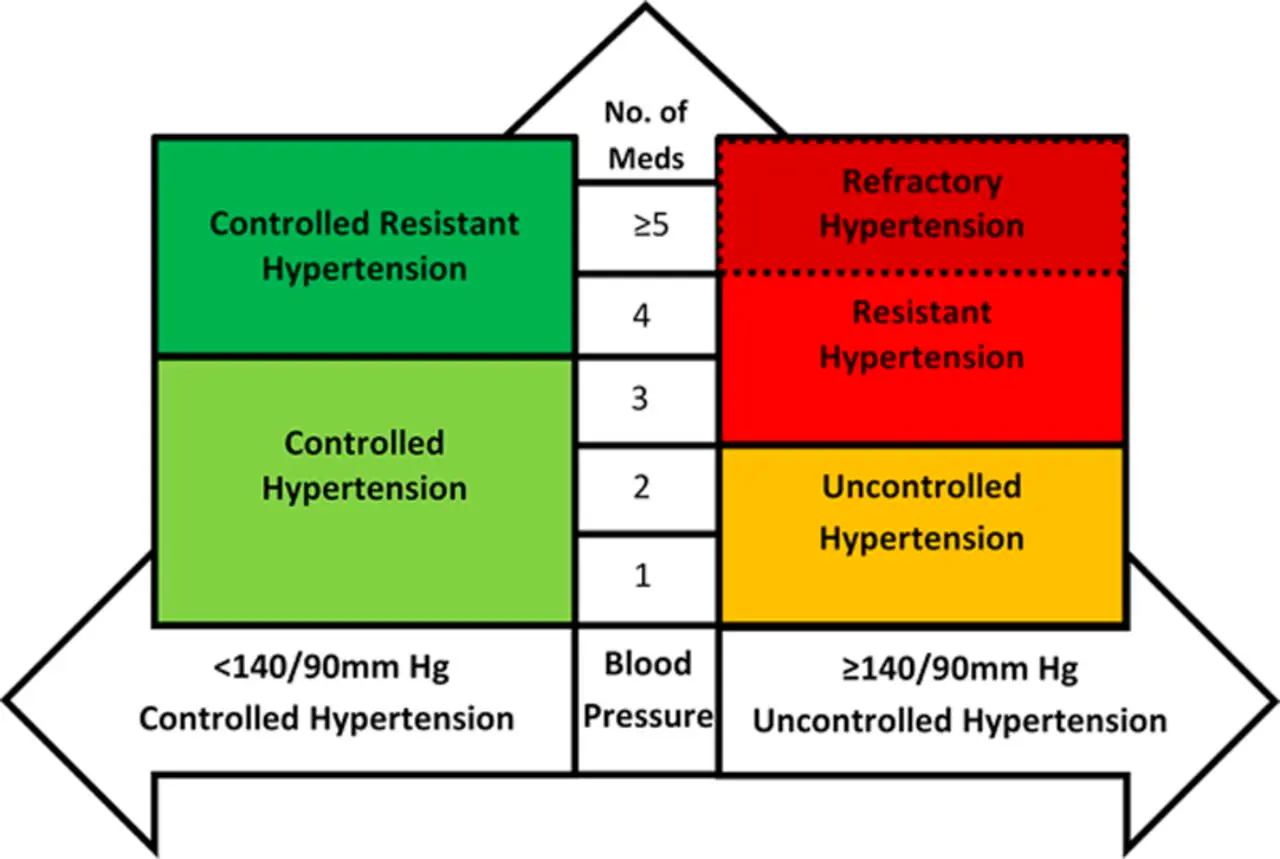 No. of
Meds
Controlled Resistant
Hypertension
Controlled
Hypertension
≥5
4
3
2
1
Refractory
Hypertension
Resistant
Hypertension
Uncontrolled
Hypertension
<140/90mm Hg
Controlled Hypertension
Blood
Pressure
≥140/90mm Hg
Uncontrolled Hypertension